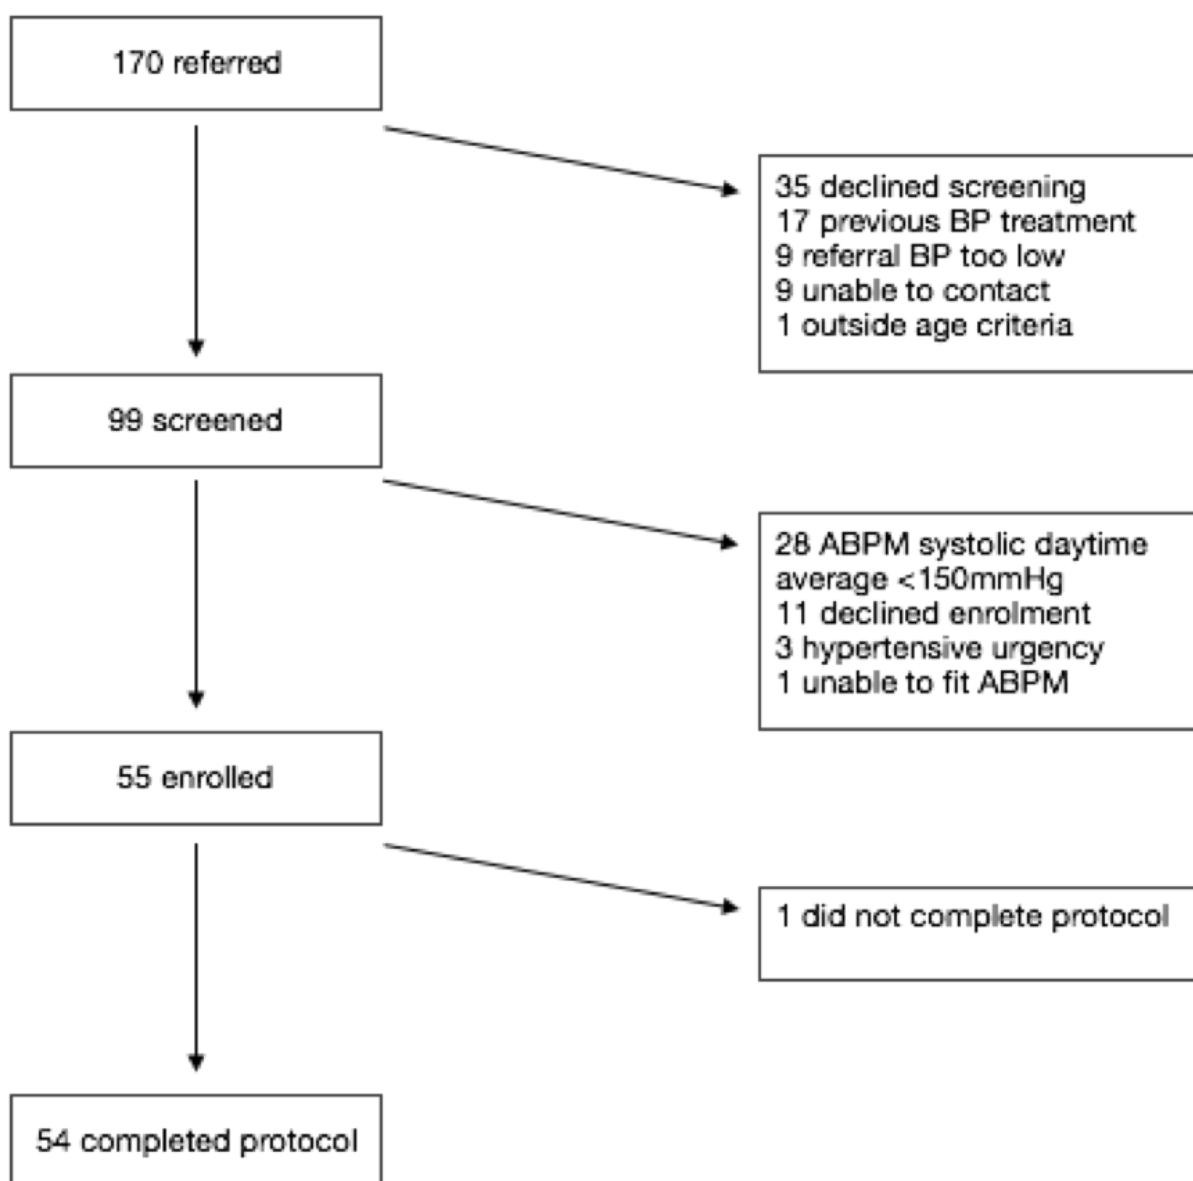 170 referred
35 declined screening
17 previous BP treatment
9 referral BP too low
9 unable to contact
1 outside age criteria
99 screened
28 ABPM systolic daytime
average <150mmHg
11 declined enrolment
3 hypertensive urgency
1 unable to fit ABPM
55 enrolled
1 did not complete protocol
54 completed protocol